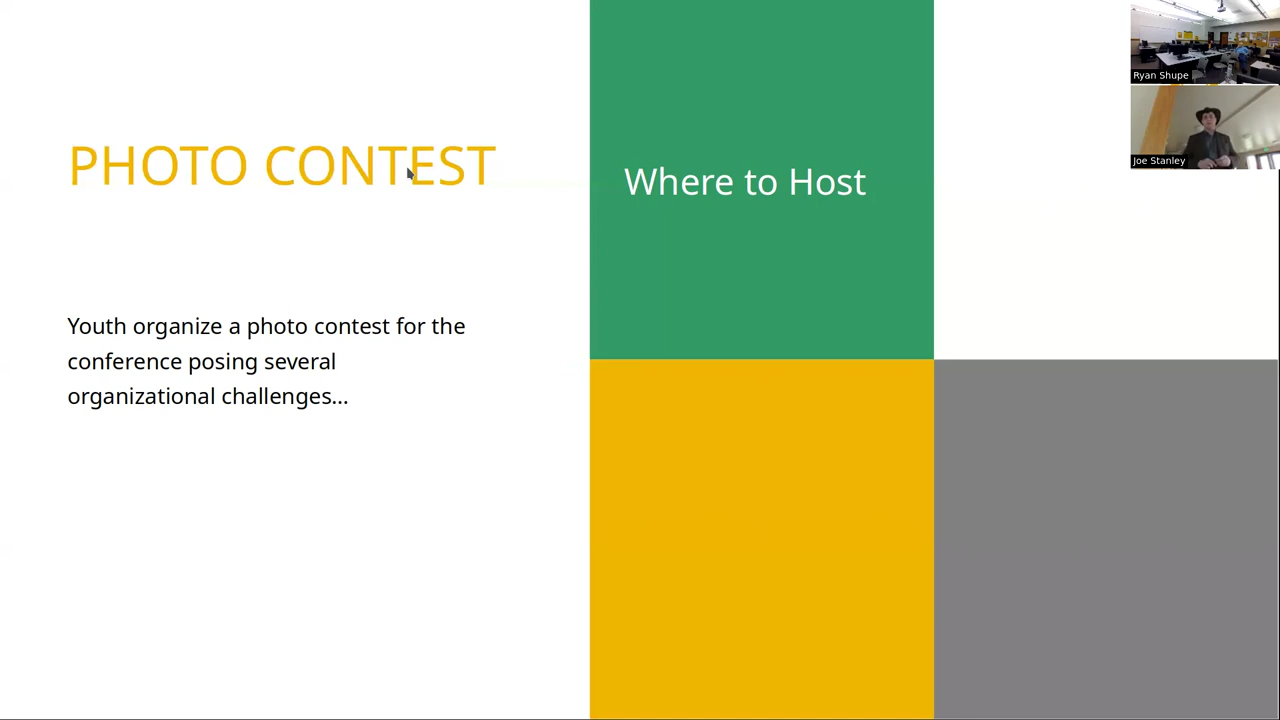 PHOTO CONTEST
Youth organize a photo contest for the
conference posing several
organizational challenges...
Where to Host
Ryan Shupe
Joe Stanley